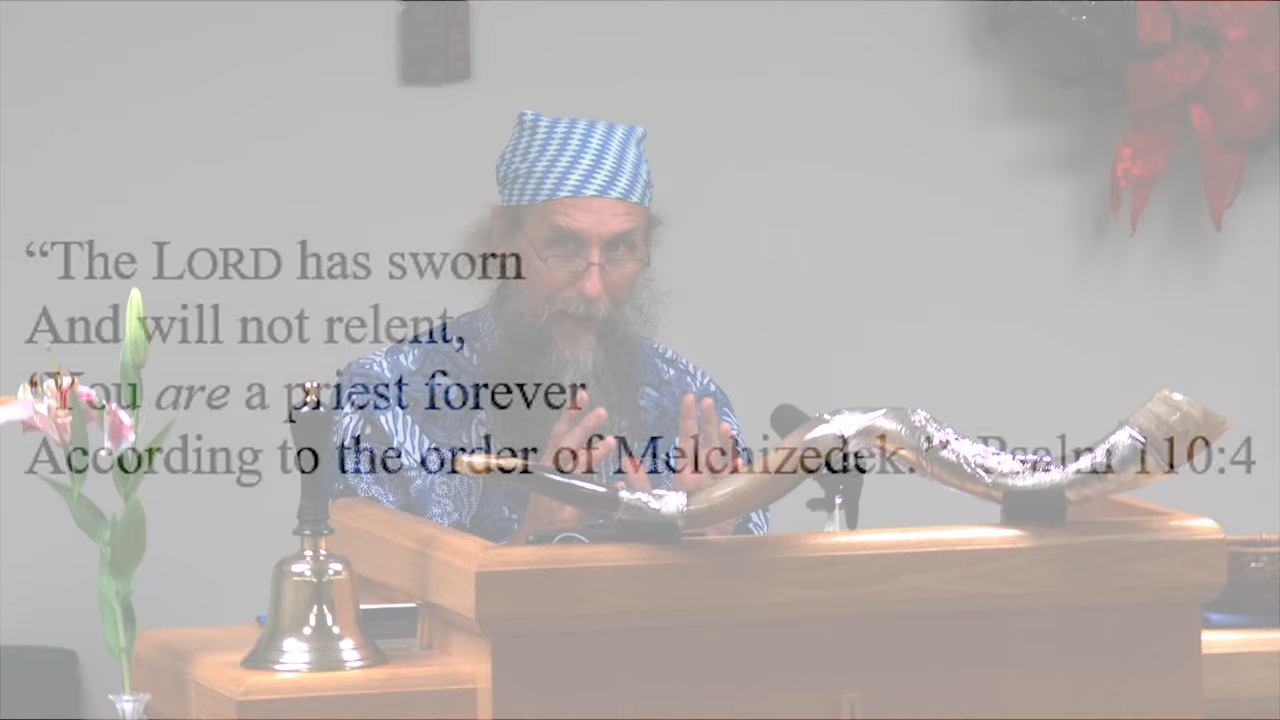 “The LORD has sworn
And will not relent,
“You are a priest forever
According to the order of Melchizedek.” Psalm 110:4